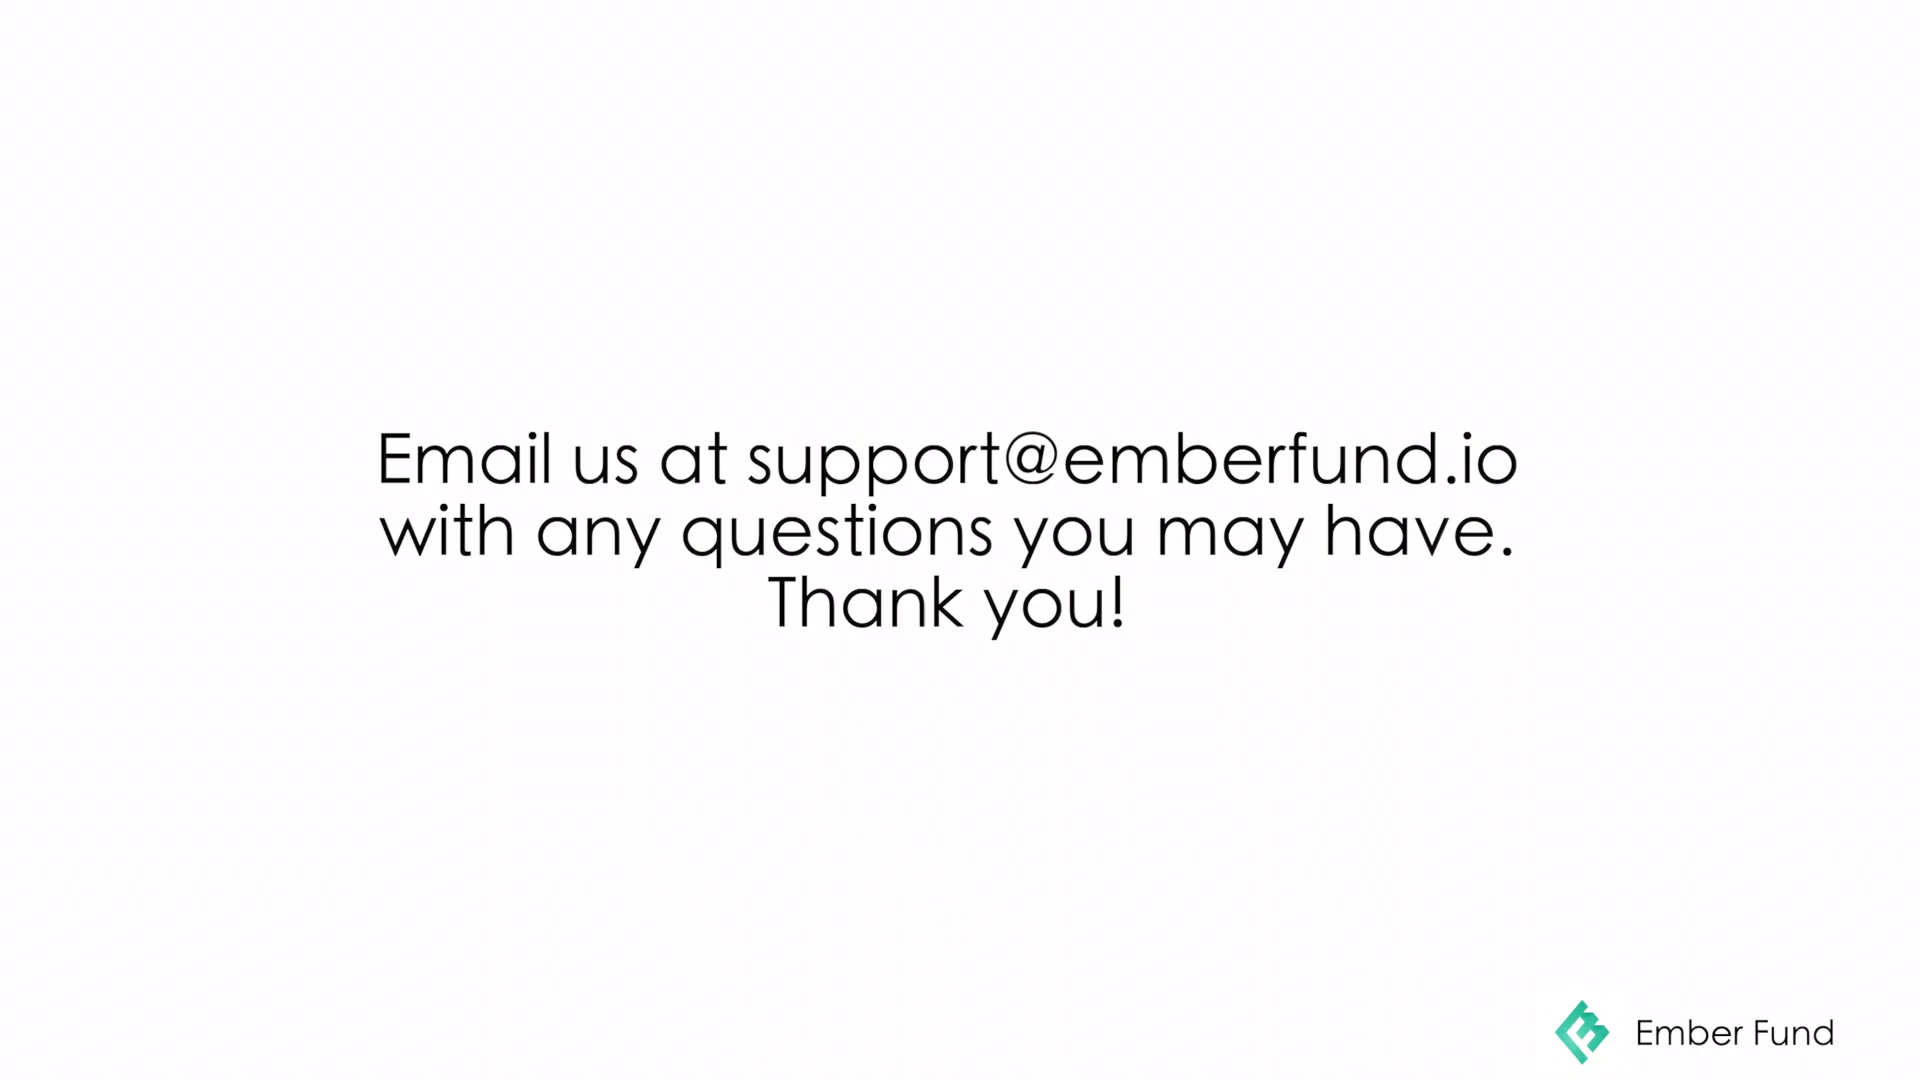 Email us at support@emberfund.io
with any questions you may have.
Thank you!
Ember Fund